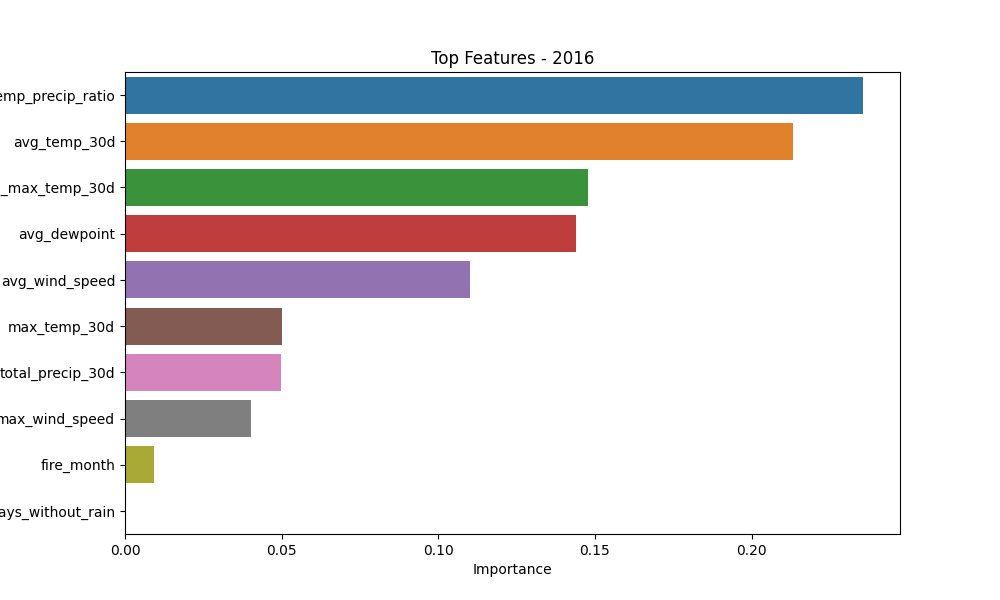 Top Features - 2016
emp_precip_ratio
avg_temp_30d
_max_temp_30d
avg_dewpoint
avg_wind_speed
max_temp_30d
total_precip_30d
max_wind_speed
fire_month
ays_without_rain
0.00 0.05 0.10 0.15 0.20
Importance